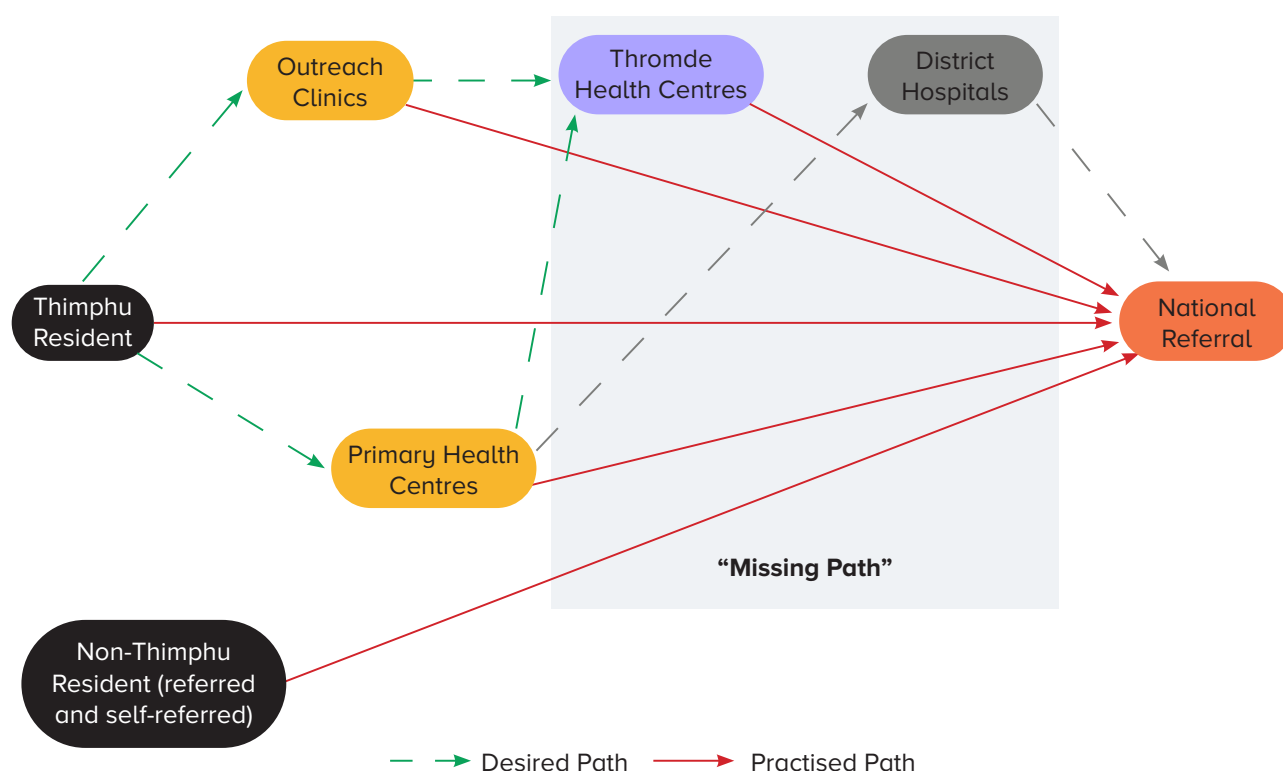 Outreach
Clinics
Thromde
Health Centres
District
Hospitals
Thimphu
Resident
National
Referral
Primary Health
Centres
“Missing Path”
Non-Thimphu
Resident (referred
and self-referred)
Desired Path
Practised Path